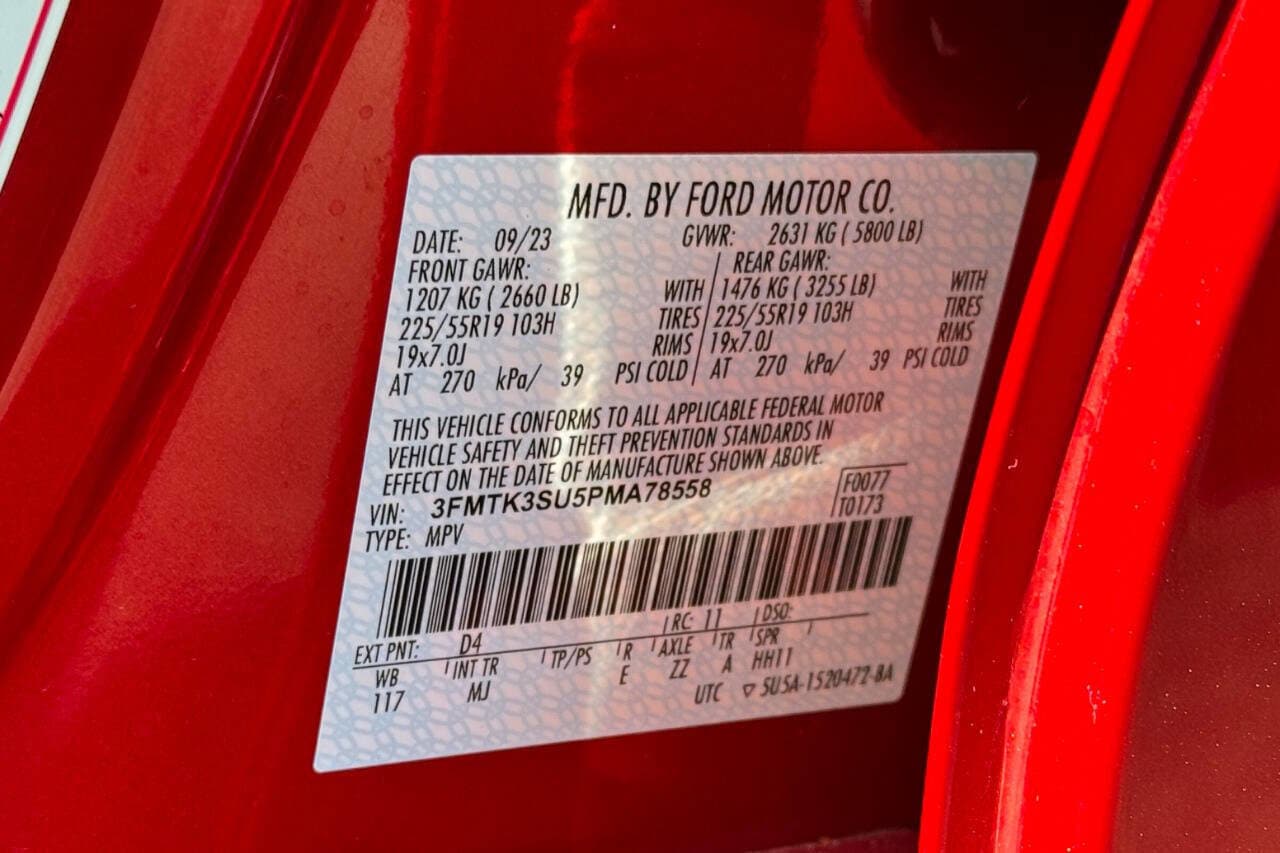 MFD. BY FORD MOTOR CO.
DATE: 09/23 GVWR: 2631 KG ( 5800 LB)
FRONT GAWR: REAR GAWR:
1207 KG ( 2660 LB) WITH 1476 KG ( 3255 LB) WITH
225/55R19 103H TIRES 225/55R19 103H TIRES
19x7.0J RIMS 19x7.0J RIMS
AT 270 kPa/ 39 PSI COLD AT 270 kPa/ 39 PSI COLD
THIS VEHICLE CONFORMS TO ALL APPLICABLE FEDERAL MOTOR
VEHICLE SAFETY AND THEFT PREVENTION STANDARDS IN
EFFECT ON THE DATE OF MANUFACTURE SHOWN ABOVE.
VIN: 3FMTK3SU5PMA78558 F0077
TYPE: MPV T0173
EXT PNT: D4 RC: 11 DSO:
WB INT TR TP/PS R AXLE TR SPR
117 MJ E ZZ A HH11
UTC ▽ 5U5A-1520472-BA